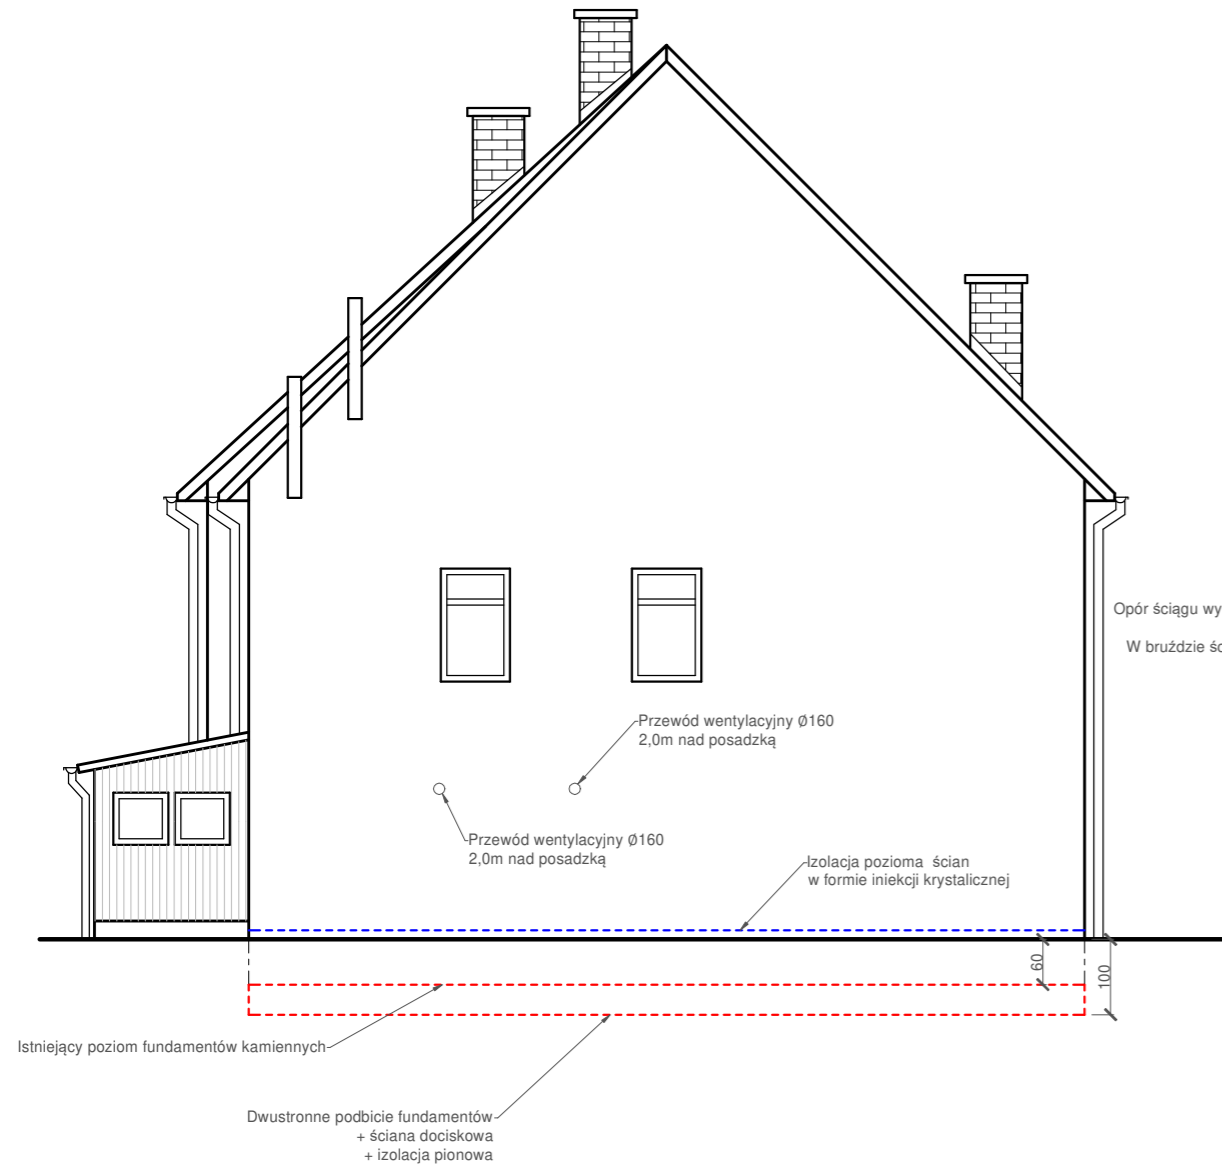 Opór ściągu wy
W bruździe śc
Przewód wentylacyjny Ø160
2,0m nad posadzką
Przewód wentylacyjny Ø160
2,0m nad posadzką
Izolacja pozioma ścian
w formie iniekcji krystalicznej
60
100
Istniejący poziom fundamentów kamiennych
Dwustronne podbicie fundamentów
+ ściana dociskowa
+ izolacja pionowa